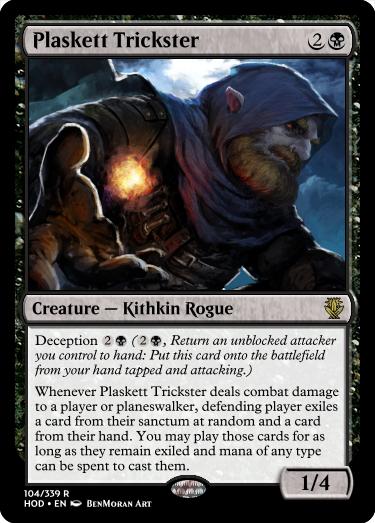 Plaskett Trickster 2
Creature — Kithkin Rogue
Deception 2 (2, Return an unblocked attacker
you control to hand: Put this card onto the battlefield
from your hand tapped and attacking.)
Whenever Plaskett Trickster deals combat damage
to a player or planeswalker, defending player exiles
a card from their sanctum at random and a card
from their hand. You may play those cards for as
long as they remain exiled and mana of any type
can be spent to cast them.
1/4
104/339 R
HOD • EN BenMoran Art